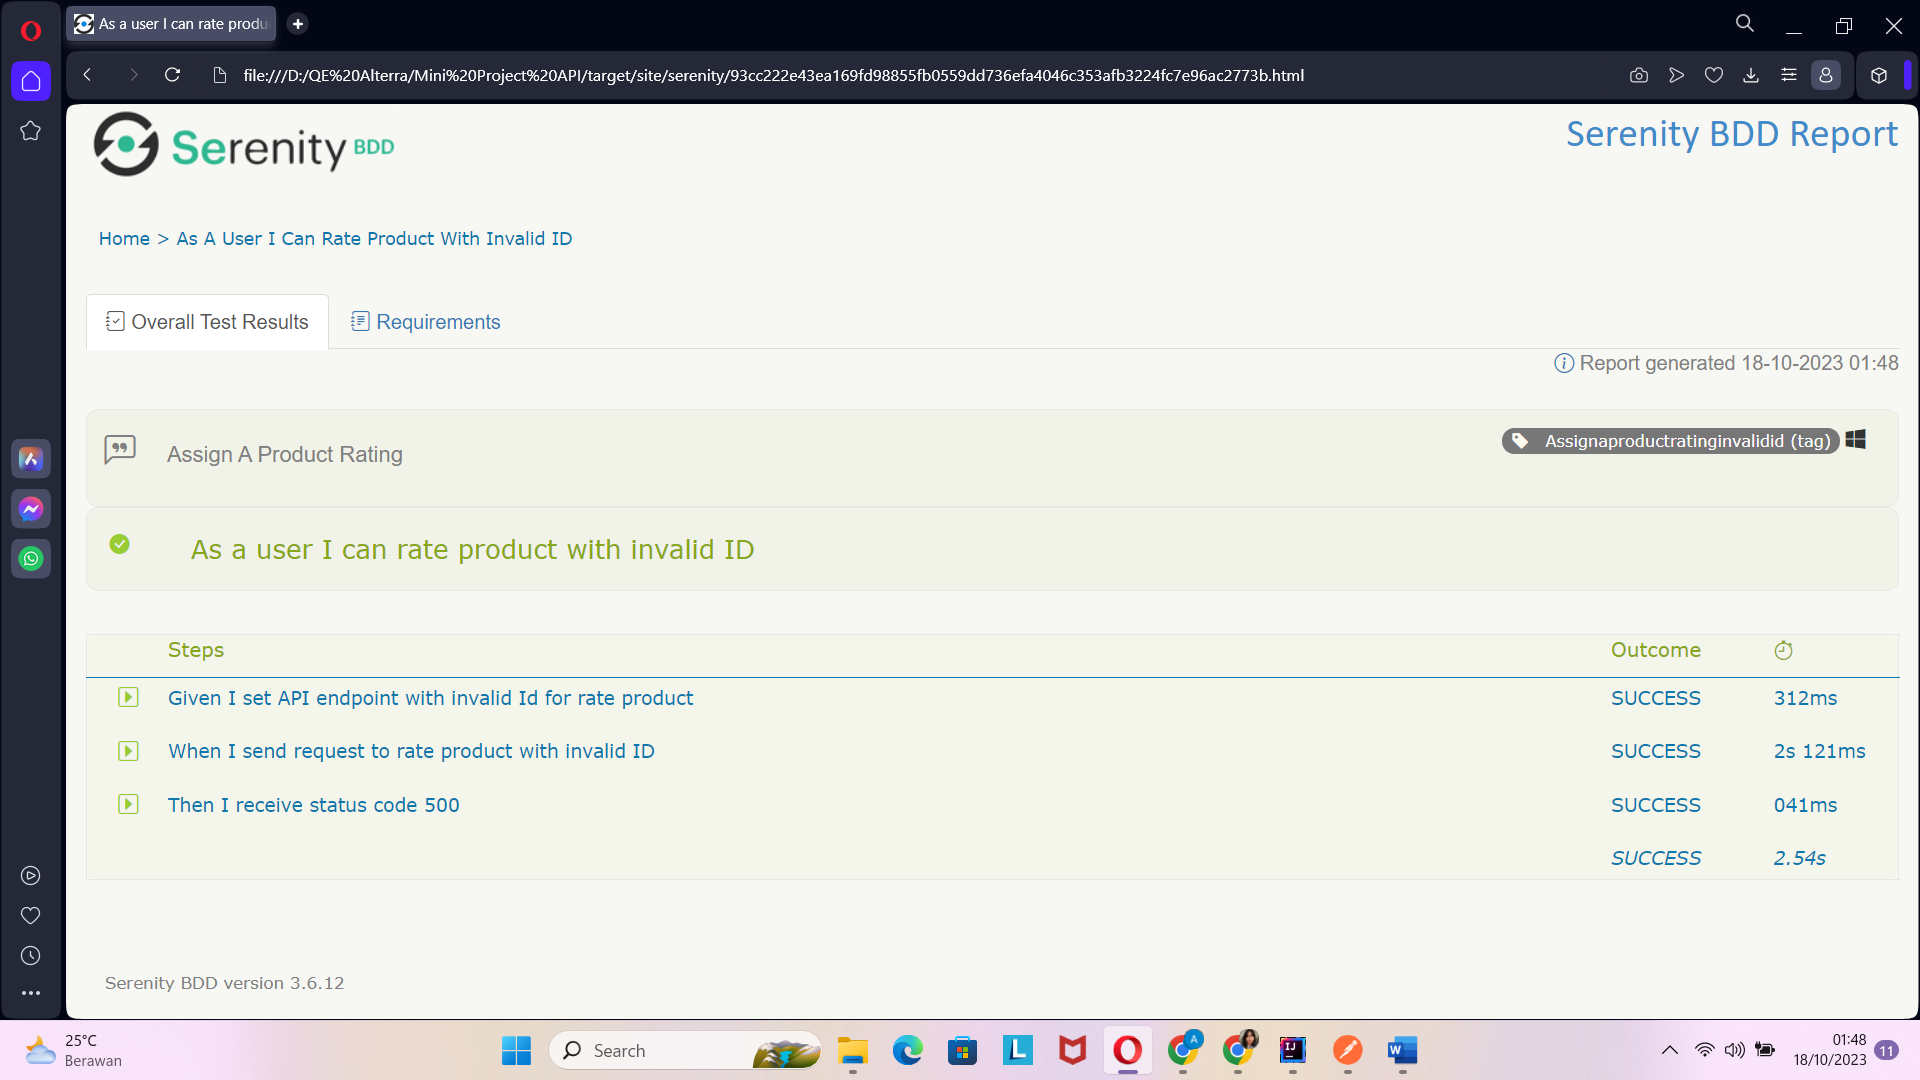 As a user I can rate produ
file:///D:/QE%20Alterra/Mini%20Project%20API/target/site/serenity/93cc222e43ea169fd98855fb0559dd736efa4046c353afb3224fc7e96ac2773b.html
Serenity BDD
Serenity BDD Report
Home > As A User I Can Rate Product With Invalid ID
Overall Test Results
Requirements
Report generated 18-10-2023 01:48
Assign A Product Rating
Assignaproductratinginvalidid (tag)
As a user I can rate product with invalid ID
Steps Outcome
Given I set API endpoint with invalid Id for rate product SUCCESS 312ms
When I send request to rate product with invalid ID SUCCESS 2s 121ms
Then I receive status code 500 SUCCESS 041ms
SUCCESS 2.54s
Serenity BDD version 3.6.12
25°C
Berawan
Search
L
A
IJ
W
01:48
18/10/2023
11